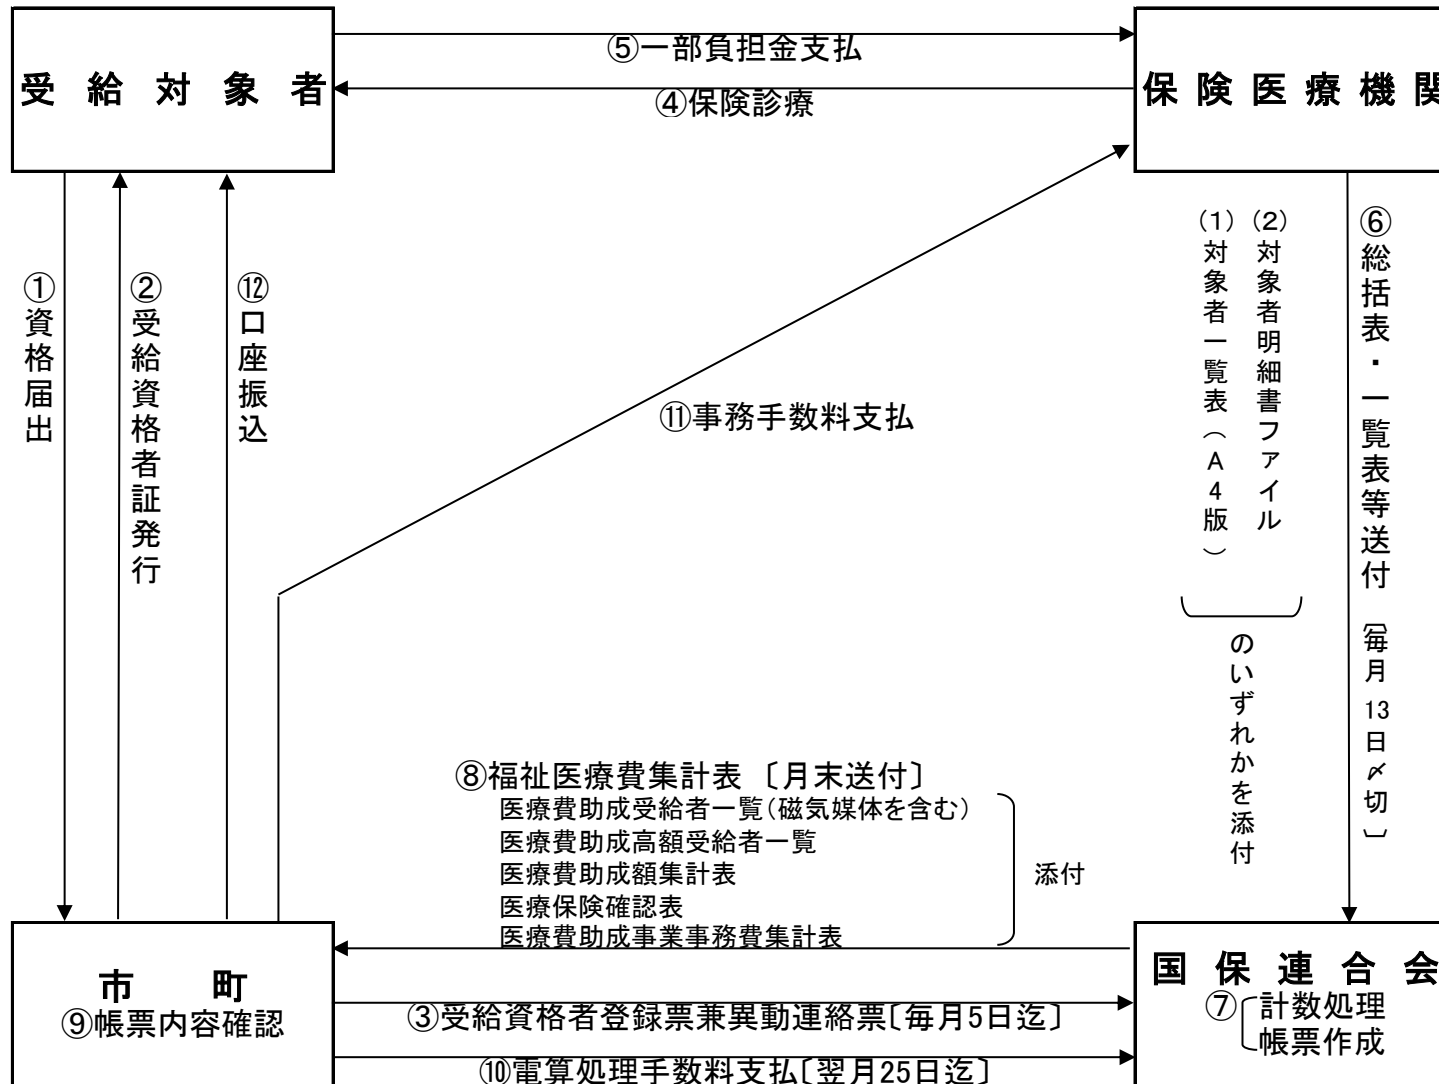 受給対象者
⑤一部負担金支払
④保険診療
保険医療機関
①資格届出
②受給資格者証発行
⑫口座振込
⑪事務手数料支払
(1)対象者一覧表(A4版)
(2)対象者明細書ファイル
のいずれかを添付
⑥総括表・一覧表等送付〔毎月13日〆切〕
⑧福祉医療費集計表〔月末送付〕
医療費助成受給者一覧(磁気媒体を含む)
医療費助成高額受給者一覧
医療費助成額集計表
医療保険確認表
医療費助成事業事務費集計表
添付
市町
⑨帳票内容確認
③受給資格者登録票兼異動連絡票〔毎月5日迄〕
⑩電算処理手数料支払〔翌月25日迄〕
国保連合会
⑦計数処理
帳票作成